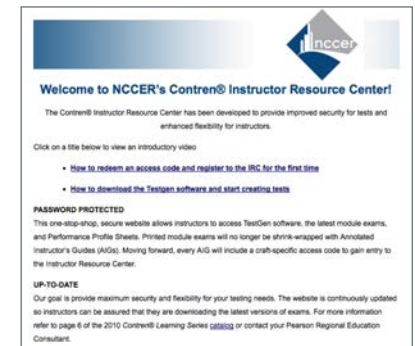 nccer
Welcome to NCCER's Contren® Instructor Resource Center!
The Contren® Instructor Resource Center has been developed to provide improved security for tests and
enhanced flexibility for instructors.
Click on a title below to view an introductory video
• How to redeem an access code and register to the IRC for the first time
• How to download the Testgen software and start creating tests
PASSWORD PROTECTED
This one-stop-shop, secure website allows instructors to access TestGen software, the latest module exams,
and Performance Profile Sheets. Printed module exams will no longer be shrink-wrapped with Annotated
Instructor's Guides (AIGs). Moving forward, every AIG will include a craft-specific access code to gain entry to
the Instructor Resource Center.
UP-TO-DATE
Our goal is provide maximum security and flexibility for your testing needs. The website is continuously updated
so instructors can be assured that they are downloading the latest versions of exams. For more information
refer to page 6 of the 2010 Contren® Learning Series catalog or contact your Pearson Regional Education
Consultant.